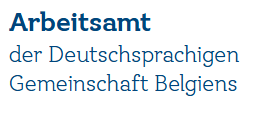 Arbeitsamt
der Deutschsprachigen
Gemeinschaft Belgiens